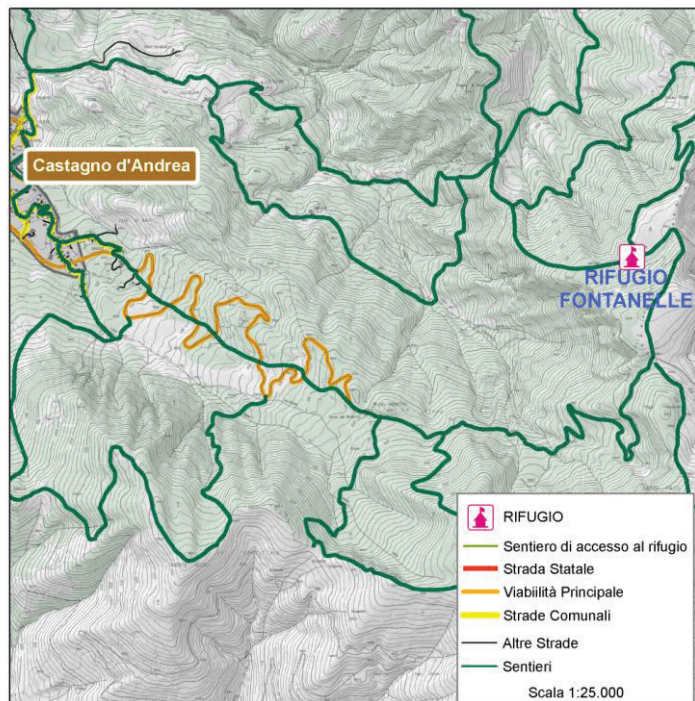 Castagno d'Andrea
RIFUGIO
FONTANELLE
RIFUGIO
Sentiero di accesso al rifugio
Strada Statale
Viabiilità Principale
Strade Comunali
Altre Strade
Sentieri
Scala 1:25.000